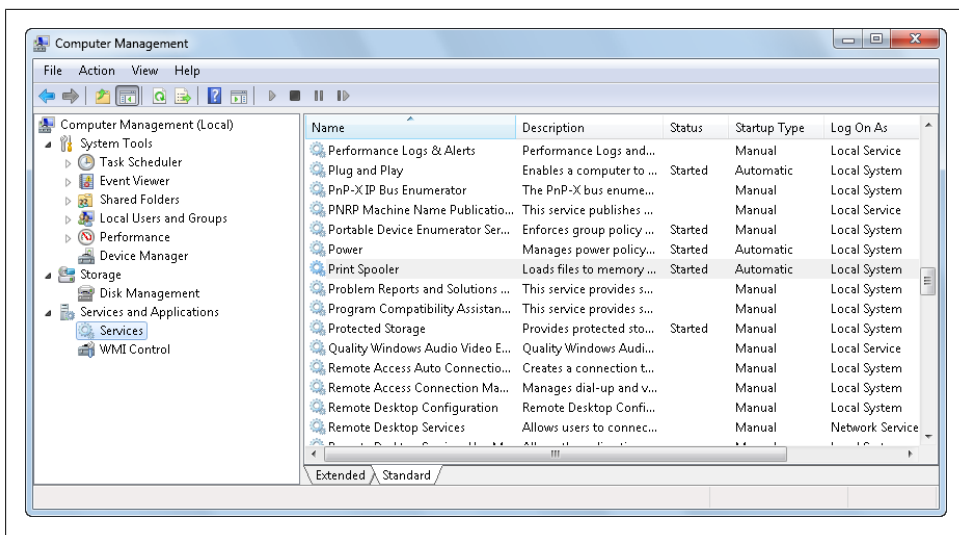 Computer Management
File Action View Help
Computer Management (Local)
System Tools
Task Scheduler
Event Viewer
Shared Folders
Local Users and Groups
Performance
Device Manager
Storage
Disk Management
Services and Applications
Services
WMI Control
Name Description Status Startup Type Log On As
Performance Logs & Alerts Performance Logs and... Manual Local Service
Plug and Play Enables a computer to ... Started Automatic Local System
PnP-X IP Bus Enumerator The PnP-X bus enume... Manual Local System
PNRP Machine Name Publicatio... This service publishes ... Manual Local Service
Portable Device Enumerator Ser... Enforces group policy ... Started Manual Local System
Power Manages power policy... Started Automatic Local System
Print Spooler Loads files to memory ... Started Automatic Local System
Problem Reports and Solutions ... This service provides s... Manual Local System
Program Compatibility Assistan... This service provides s... Manual Local System
Protected Storage Provides protected sto... Started Manual Local System
Quality Windows Audio Video E... Quality Windows Audi... Manual Local Service
Remote Access Auto Connectio... Creates a connection t... Manual Local System
Remote Access Connection Ma... Manages dial-up and v... Manual Local System
Remote Desktop Configuration Remote Desktop Confi... Manual Local System
Remote Desktop Services Allows users to connec... Manual Network Service
Extended Standard